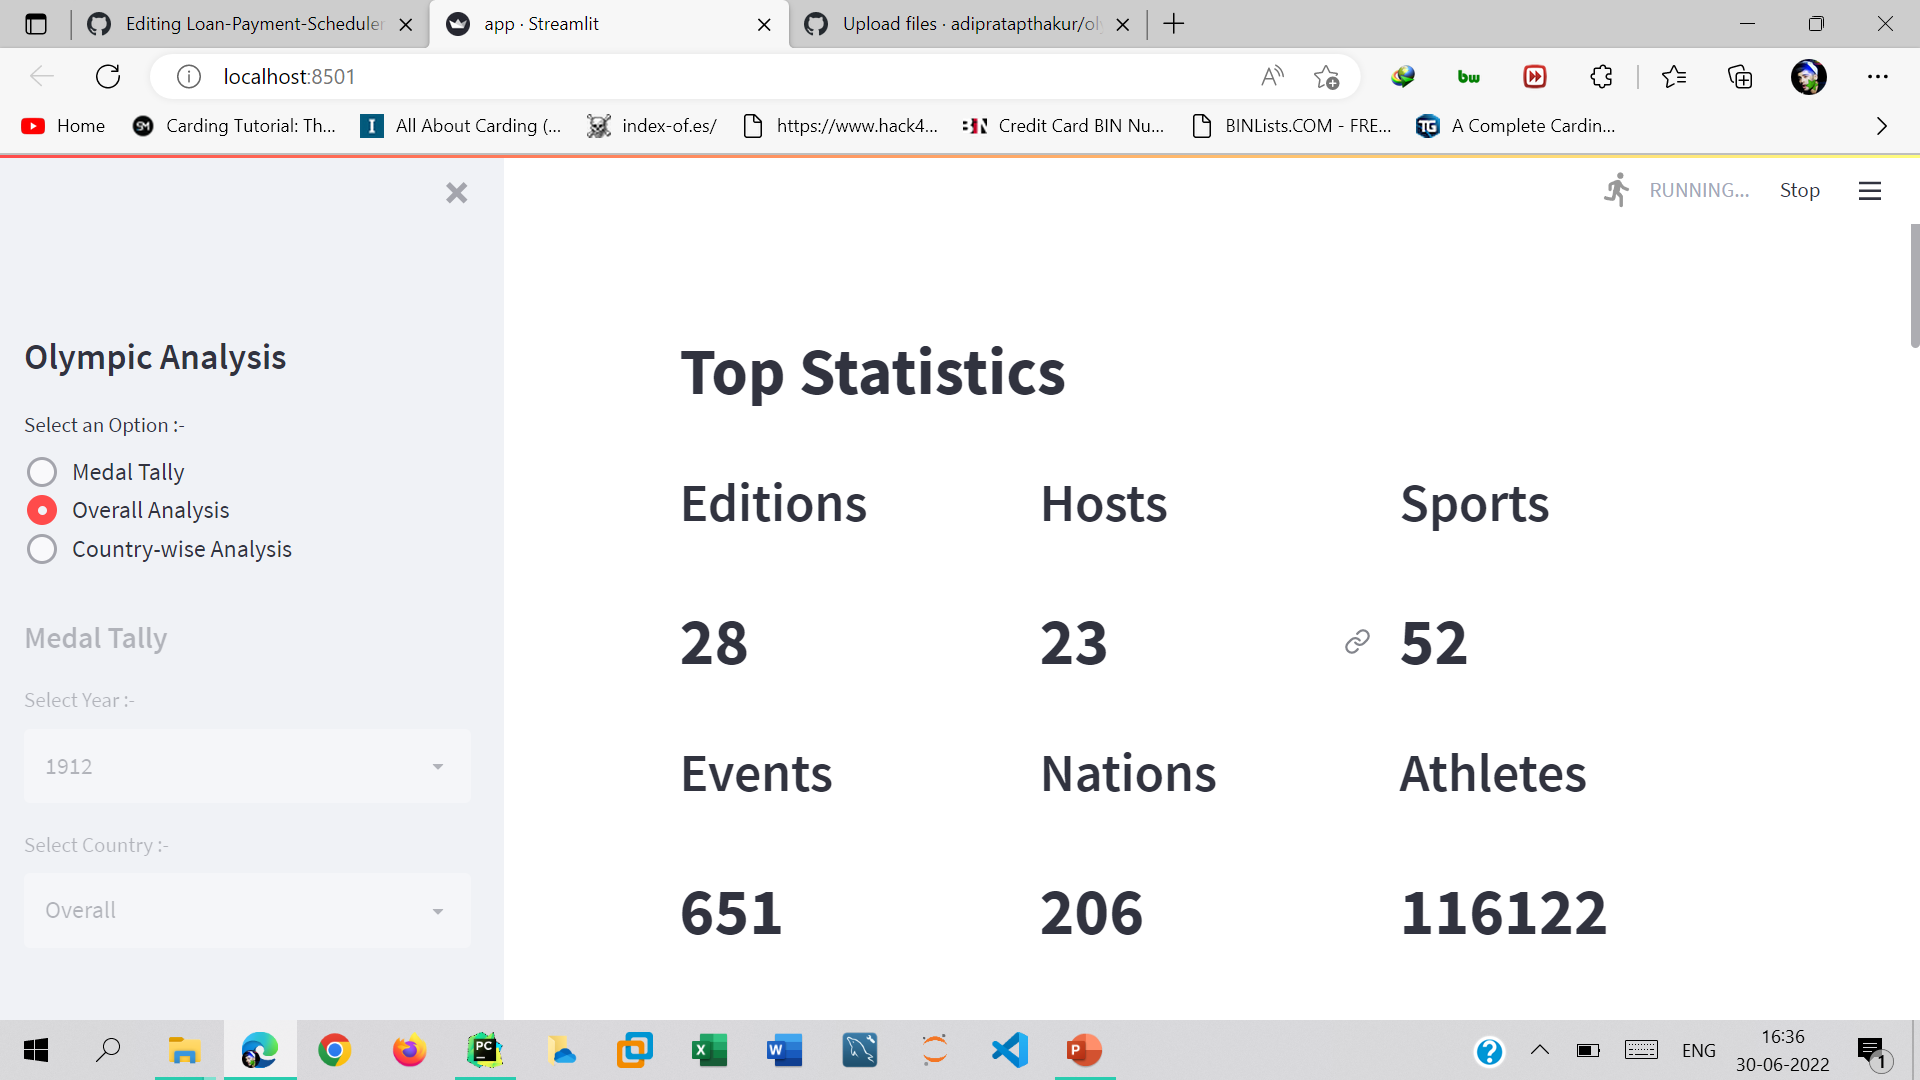 Editing Loan-Payment-Scheduler
app · Streamlit
Upload files · adipratapthakur/ol
localhost:8501
bw
Home
Carding Tutorial: Th...
All About Carding (...
index-of.es/
https://www.hack4...
Credit Card BIN Nu...
BINLists.COM - FRE...
A Complete Cardin...
RUNNING...
Stop
Olympic Analysis
Select an Option :-
Medal Tally
Overall Analysis
Country-wise Analysis
Medal Tally
Select Year :-
1912
Select Country :-
Overall
Top Statistics
Editions
Hosts
Sports
28
23
52
Events
Nations
Athletes
651
206
116122
ENG
16:36
30-06-2022
1